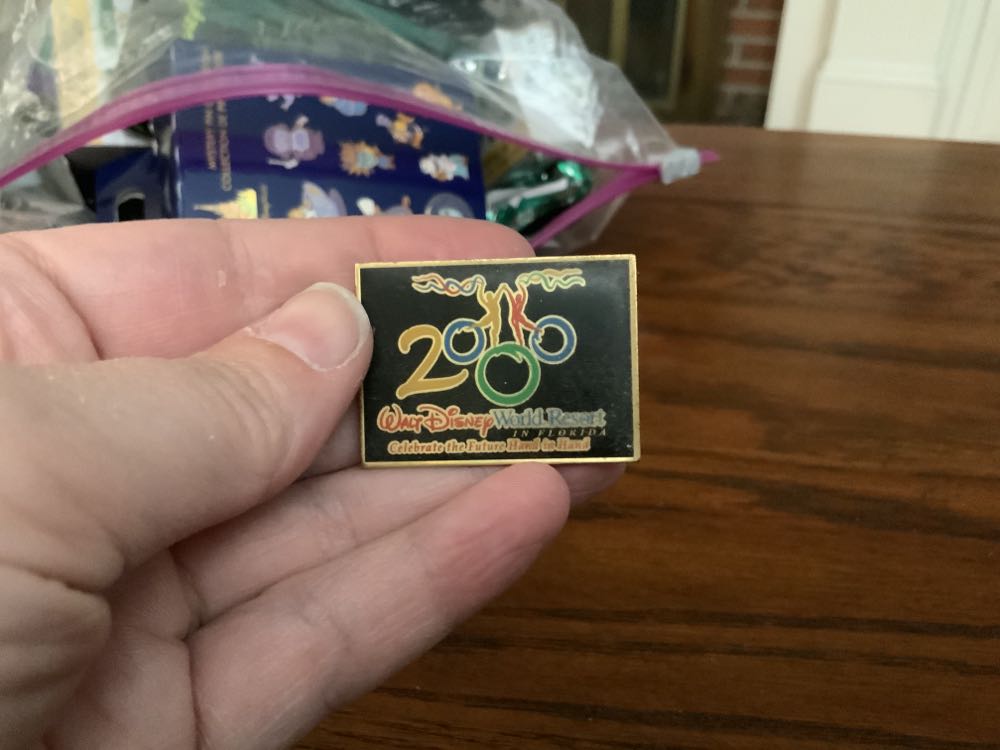 2000
Walt Disney World Resort
IN FLORIDA
Celebrate the Future Hand in Hand